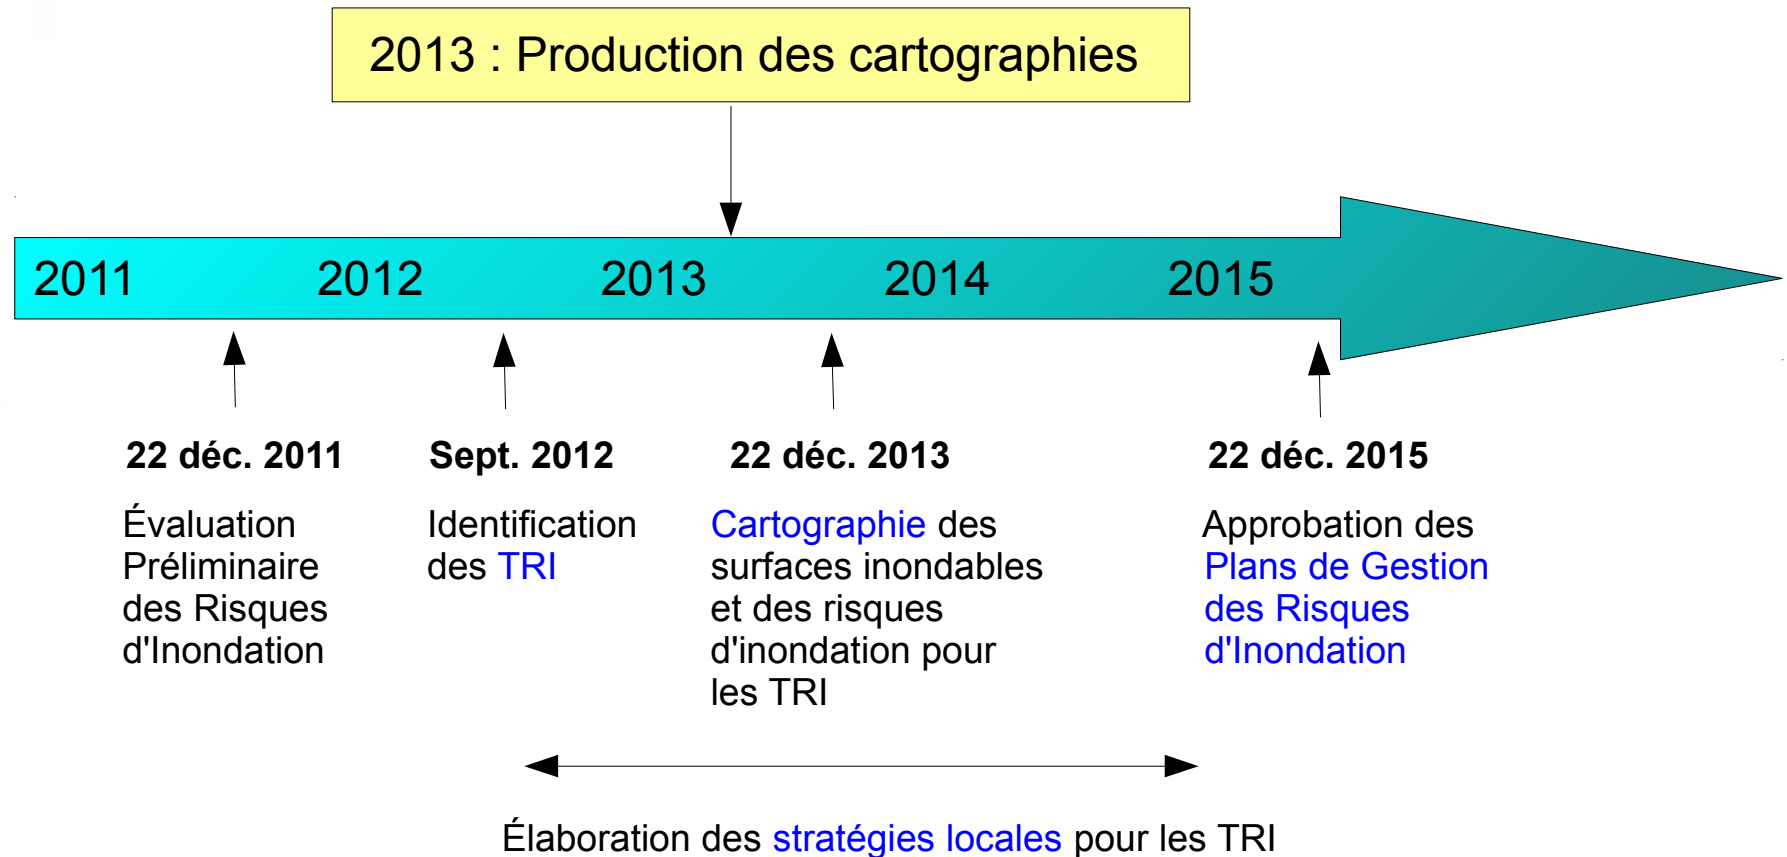 2013 : Production des cartographies
2011 2012 2013 2014 2015
22 déc. 2011
Évaluation
Préliminaire
des Risques
d'Inondation
Sept. 2012
Identification
des TRI
22 déc. 2013
Cartographie des
surfaces inondables
et des risques
d'inondation pour
les TRI
22 déc. 2015
Approbation des
Plans de Gestion
des Risques
d'Inondation
Élaboration des stratégies locales pour les TRI